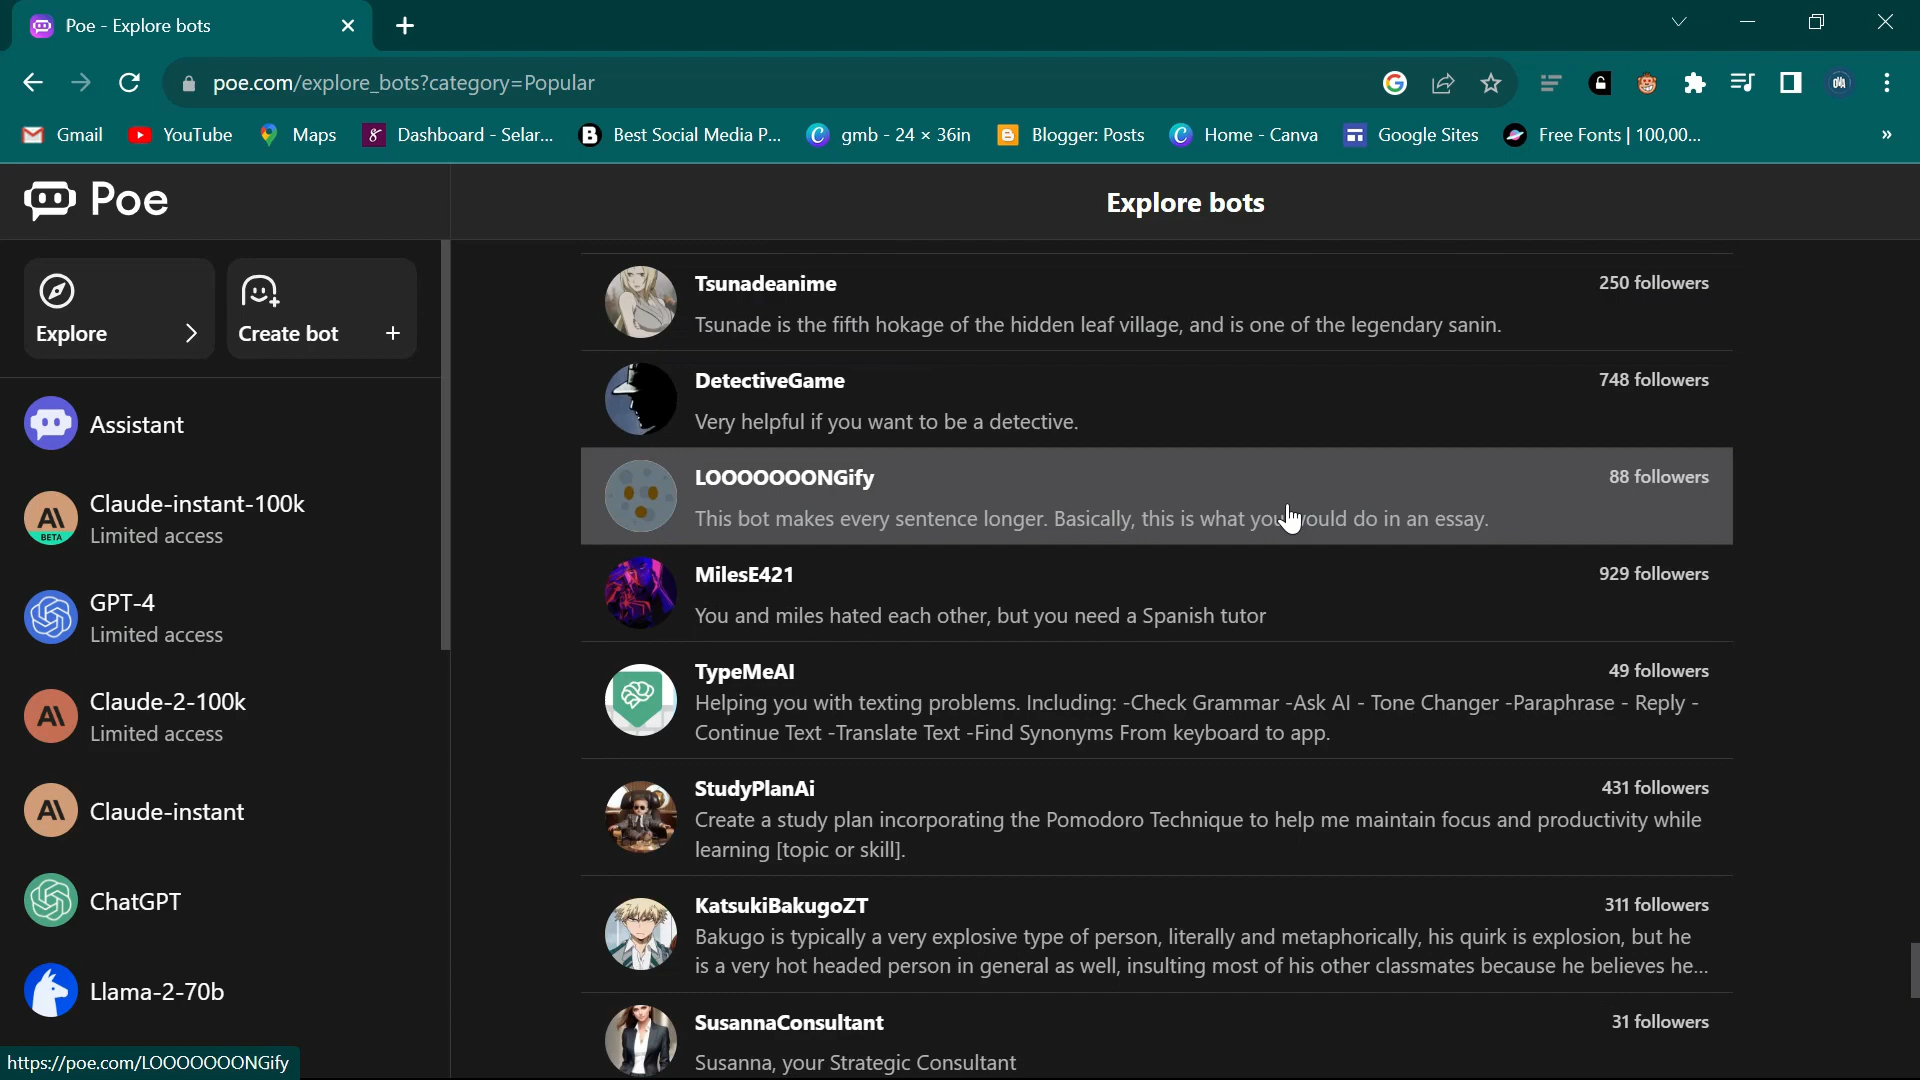 Poe - Explore bots
poe.com/explore_bots?category=Popular
Gmail YouTube Maps Dashboard - Selar... Best Social Media P... gmb - 24 × 36in Blogger: Posts Home - Canva Google Sites Free Fonts | 100,00... »
Poe
Explore bots
Explore
Create bot +
Assistant
Claude-instant-100k
BETA
Limited access
GPT-4
Limited access
Claude-2-100k
Limited access
Claude-instant
ChatGPT
Llama-2-70b
Tsunadeanime 250 followers
Tsunade is the fifth hokage of the hidden leaf village, and is one of the legendary sanin.
DetectiveGame 748 followers
Very helpful if you want to be a detective.
LOOOOOOONGify 88 followers
This bot makes every sentence longer. Basically, this is what you would do in an essay.
MilesE421 929 followers
You and miles hated each other, but you need a Spanish tutor
TypeMeAI 49 followers
Helping you with texting problems. Including: -Check Grammar -Ask AI - Tone Changer -Paraphrase - Reply -
Continue Text -Translate Text -Find Synonyms From keyboard to app.
StudyPlanAi 431 followers
Create a study plan incorporating the Pomodoro Technique to help me maintain focus and productivity while
learning [topic or skill].
KatsukiBakugoZT 311 followers
Bakugo is typically a very explosive type of person, literally and metaphorically, his quirk is explosion, but he
is a very hot headed person in general as well, insulting most of his other classmates because he believes he...
SusannaConsultant 31 followers
Susanna, your Strategic Consultant
https://poe.com/LOOOOOOONGify